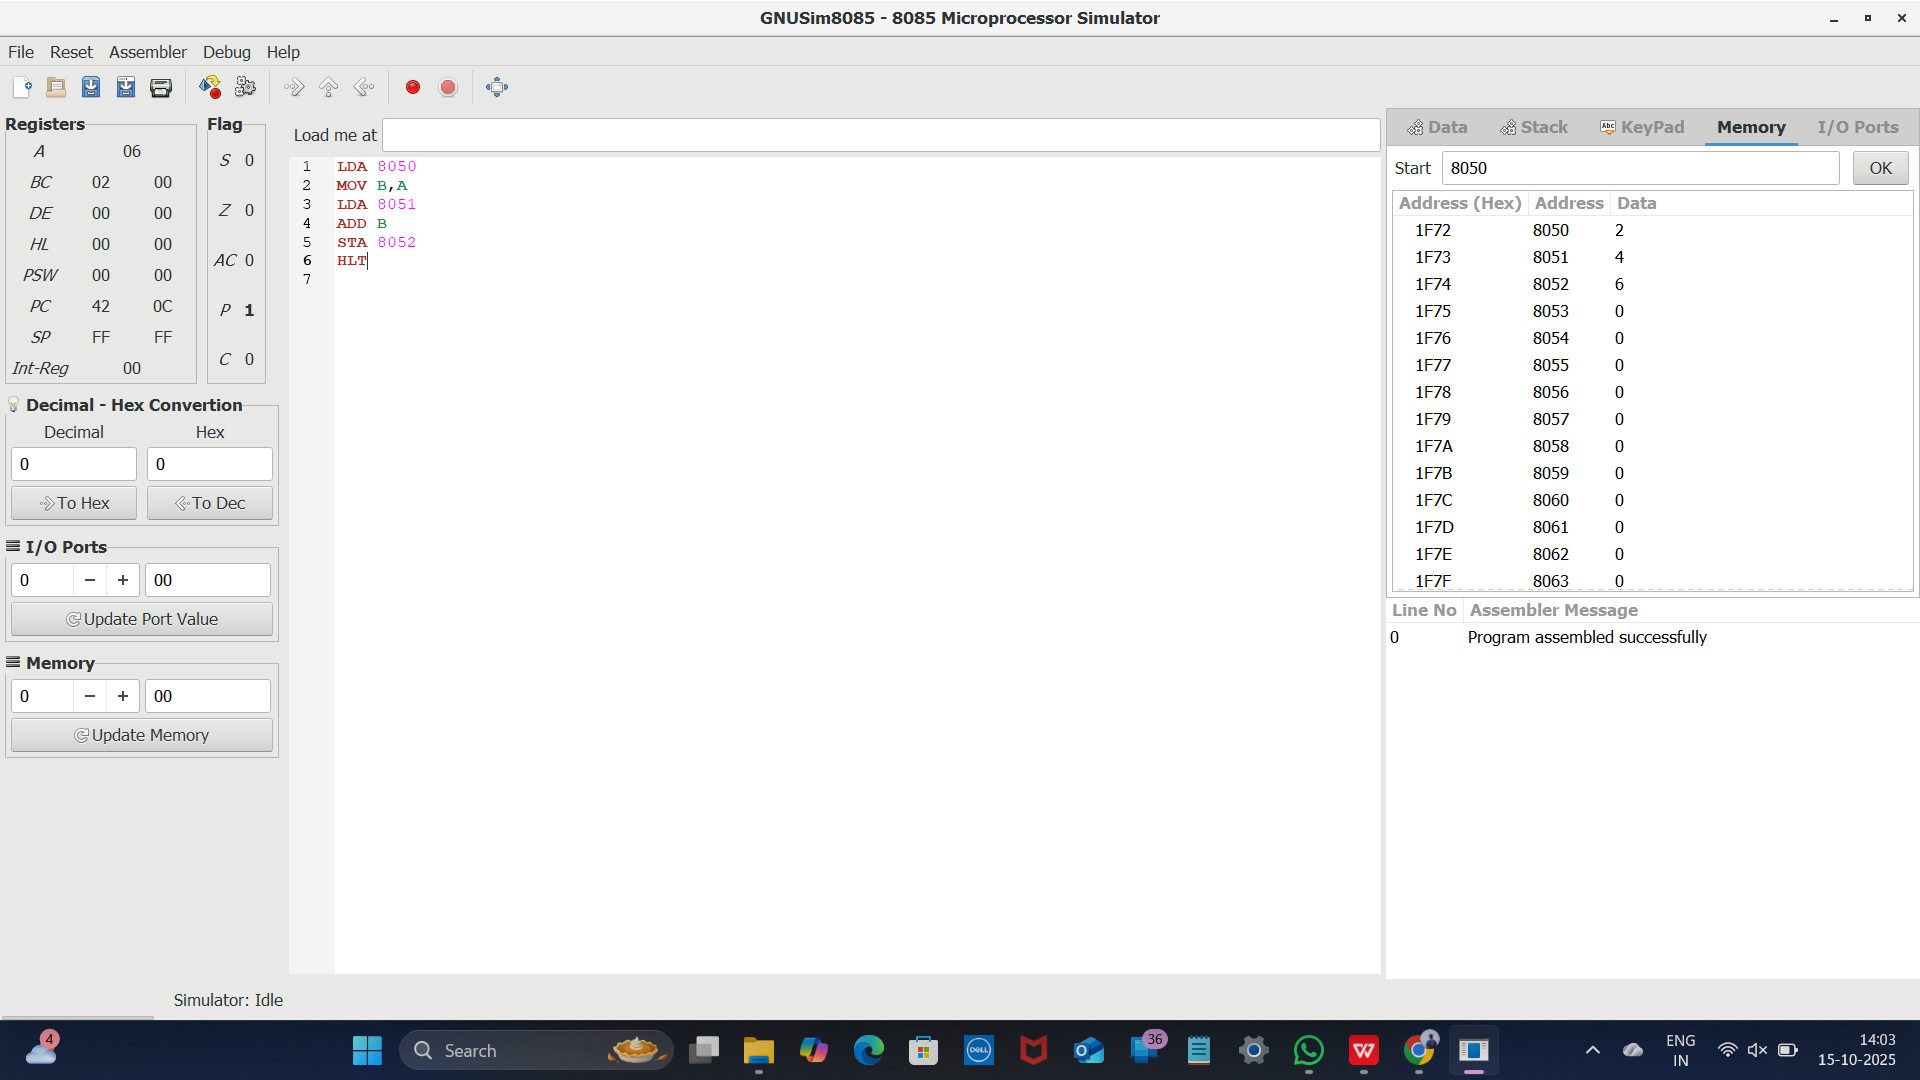 GNUSim8085 - 8085 Microprocessor Simulator
File Reset Assembler Debug Help
Registers
A 06
BC 02 00
DE 00 00
HL 00 00
PSW 00 00
PC 42 0C
SP FF FF
Int-Reg 00
Flag
S 0
Z 0
AC 0
P 1
C 0
Decimal - Hex Convertion
Decimal Hex
0 0
To Hex To Dec
I/O Ports
0 − + 00
Update Port Value
Memory
0 − + 00
Update Memory
Load me at
1 LDA 8050
2 MOV B,A
3 LDA 8051
4 ADD B
5 STA 8052
6 HLT
7
Data Stack Abc KeyPad Memory I/O Ports
Start 8050 OK
Address (Hex) Address Data
1F72 8050 2
1F73 8051 4
1F74 8052 6
1F75 8053 0
1F76 8054 0
1F77 8055 0
1F78 8056 0
1F79 8057 0
1F7A 8058 0
1F7B 8059 0
1F7C 8060 0
1F7D 8061 0
1F7E 8062 0
1F7F 8063 0
Line No Assembler Message
0 Program assembled successfully
Simulator: Idle
4
Search
DELL
36
W
ENG
IN
14:03
15-10-2025